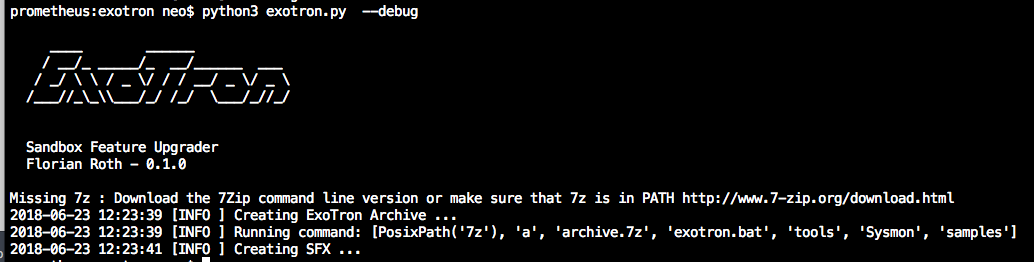 prometheus:exotron neo$ python3 exotron.py  --debug
ExoTron
Sandbox Feature Upgrader
Florian Roth - 0.1.0
Missing 7z : Download the 7Zip command line version or make sure that 7z is in PATH http://www.7-zip.org/download.html
2018-06-23 12:23:39 [INFO ] Creating ExoTron Archive ...
2018-06-23 12:23:39 [INFO ] Running command: [PosixPath('7z'), 'a', 'archive.7z', 'exotron.bat', 'tools', 'Sysmon', 'samples']
2018-06-23 12:23:41 [INFO ] Creating SFX ...